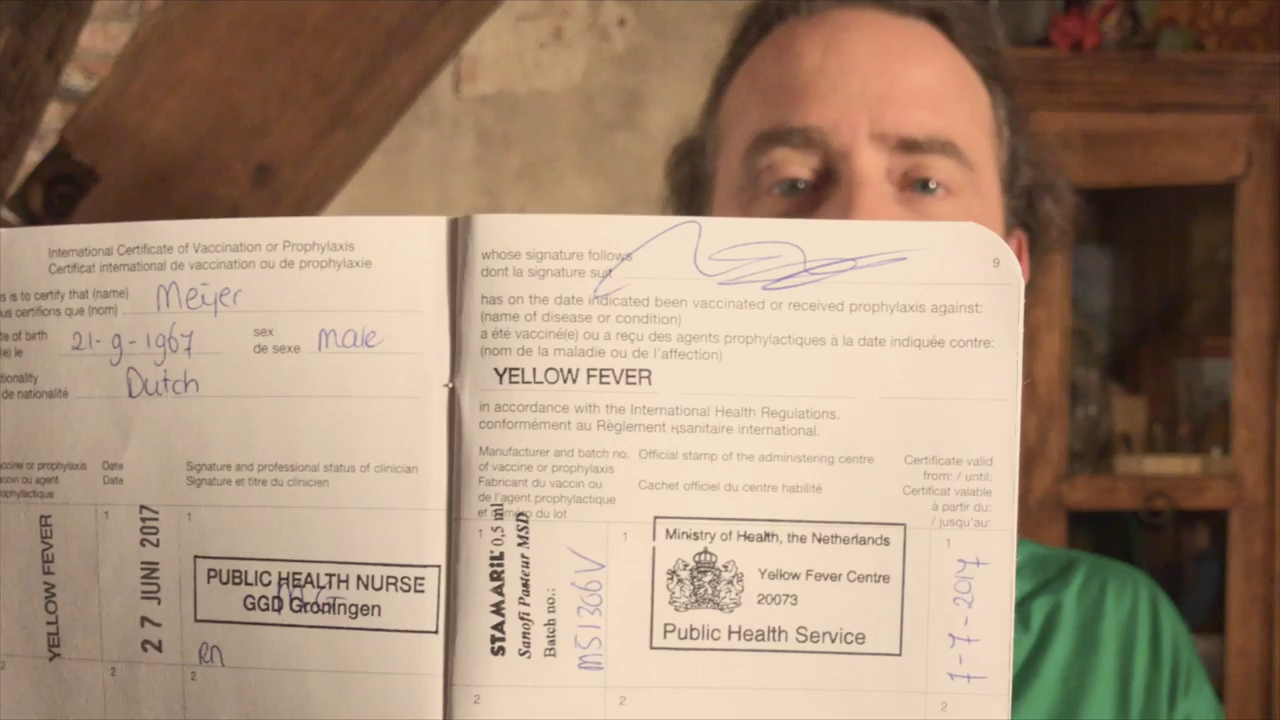 International Certificate of Vaccination or Prophylaxis
Certificat international de vaccination ou de prophylaxie
s is to certify that (name) Meijer
us certifions que (nom)
te of birth 21-9-1967 sex male
(e) le de sexe
tionality Dutch
de nationalité
ccine or prophylaxis Date Signature and professional status of clinician
ccin ou agent Date Signature et titre du clinicien
ophylactique
YELLOW FEVER
1
27 JUNI 2017
1
PUBLIC HEALTH NURSE
GGD Groningen
RN
2 2 2
9
whose signature follows
dont la signature suit
has on the date indicated been vaccinated or received prophylaxis against:
(name of disease or condition)
a été vacciné(e) ou a reçu des agents prophylactiques à la date indiquée contre:
(nom de la maladie ou de l'affection)
YELLOW FEVER
in accordance with the International Health Regulations.
conformément au Règlement sanitaire international.
Manufacturer and batch no.
of vaccine or prophylaxis
Fabricant du vaccin ou
de l'agent prophylactique
et numéro du lot
Official stamp of the administering centre
Cachet officiel du centre habilité
Certificate valid
from: / until:
Certificat valable
à partir du:
/ jusqu'au:
1
STAMARIL® 0,5 ml
Sanofi Pasteur MSD
Batch no.:
M51366V
1
Ministry of Health, the Netherlands
Yellow Fever Centre
20073
Public Health Service
1
7-7-2017
2 2 2